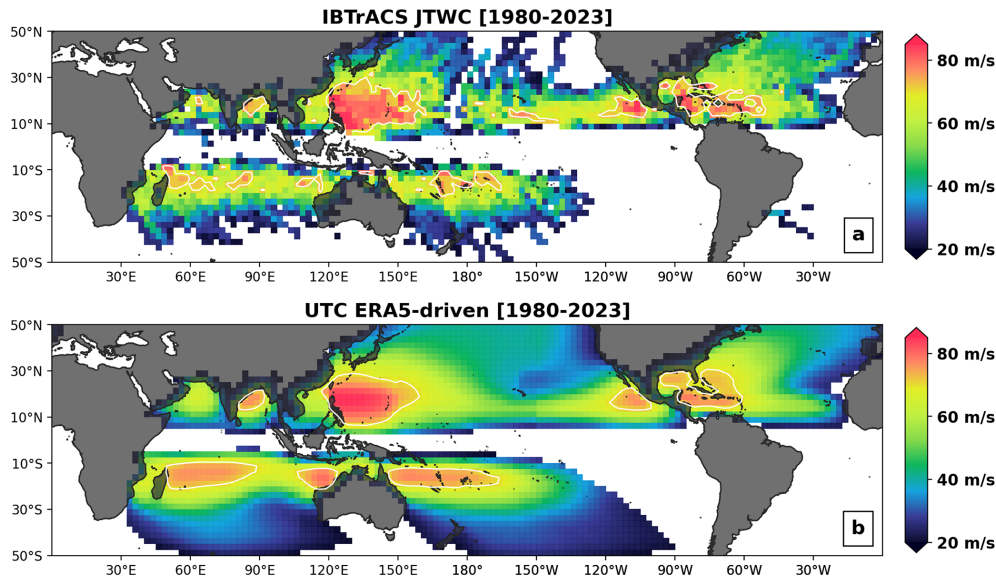 IBTrACS JTWC [1980-2023]
50°N
30°N
10°N
10°S
30°S
50°S
30°E 60°E 90°E 120°E 150°E 180° 150°W 120°W 90°W 60°W 30°W
a
80 m/s
60 m/s
40 m/s
20 m/s
UTC ERA5-driven [1980-2023]
50°N
30°N
10°N
10°S
30°S
50°S
30°E 60°E 90°E 120°E 150°E 180° 150°W 120°W 90°W 60°W 30°W
b
80 m/s
60 m/s
40 m/s
20 m/s